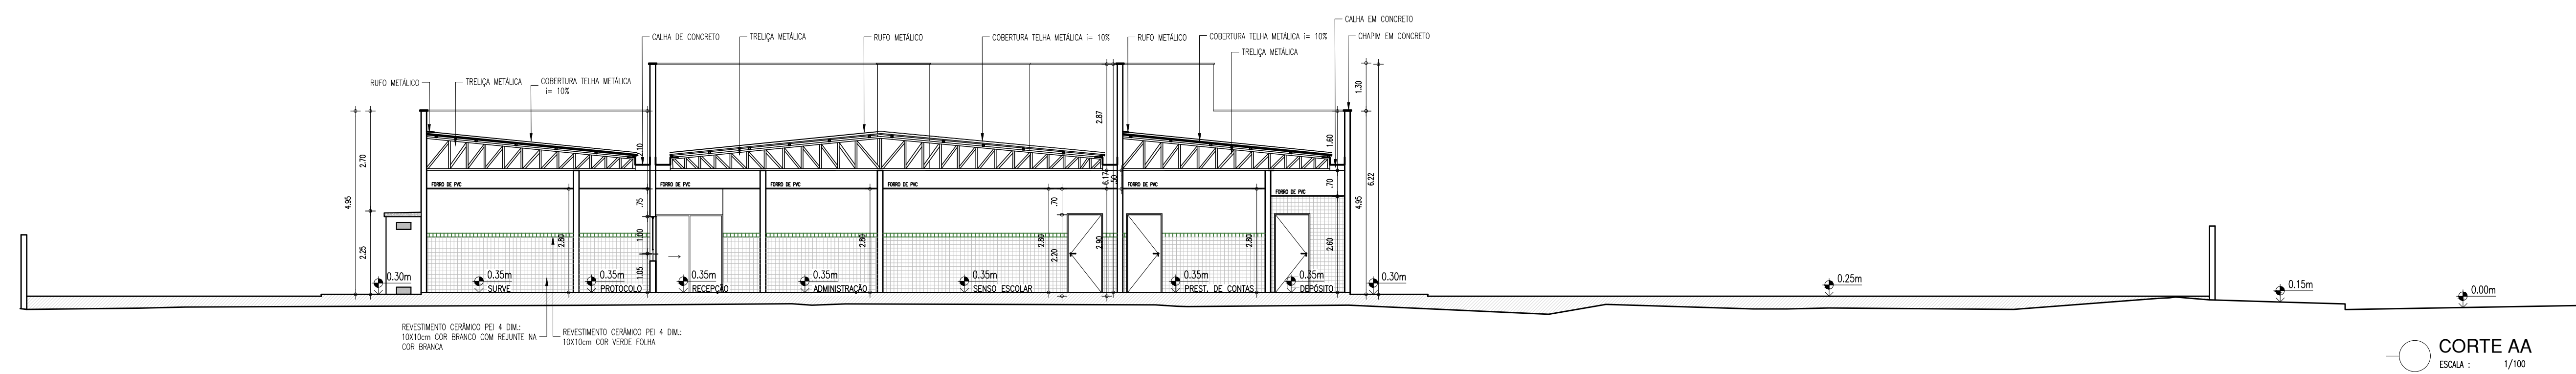 CALHA EM CONCRETO
CALHA DE CONCRETO
TRELIÇA METÁLICA
RUFO METÁLICO
COBERTURA TELHA METÁLICA i= 10%
RUFO METÁLICO
COBERTURA TELHA METÁLICA i= 10%
CHAPIM EM CONCRETO
TRELIÇA METÁLICA
RUFO METÁLICO
TRELIÇA METÁLICA
COBERTURA TELHA METÁLICA
i= 10%
1.30
2.87
1.60
2.10
2.70
6.17
.50
.70
6.22
4.95
4.95
FORRO DE PVC
FORRO DE PVC
FORRO DE PVC
FORRO DE PVC
FORRO DE PVC
FORRO DE PVC
.75
.70
2.25
2.80
1.00
2.80
2.80
2.20
2.90
2.80
2.60
1.05
0.30m
0.35m
0.35m
0.35m
0.35m
0.35m
0.35m
0.35m
0.30m
0.25m
0.15m
0.00m
SURVE
PROTOCOLO
RECEPÇÃO
ADMINISTRAÇÃO
SENSO ESCOLAR
PREST. DE CONTAS
DEPÓSITO
REVESTIMENTO CERÂMICO PEI 4 DIM.:
10X10cm COR BRANCO COM REJUNTE NA
COR BRANCA
REVESTIMENTO CERÂMICO PEI 4 DIM.:
10X10cm COR VERDE FOLHA
CORTE AA
ESCALA : 1/100